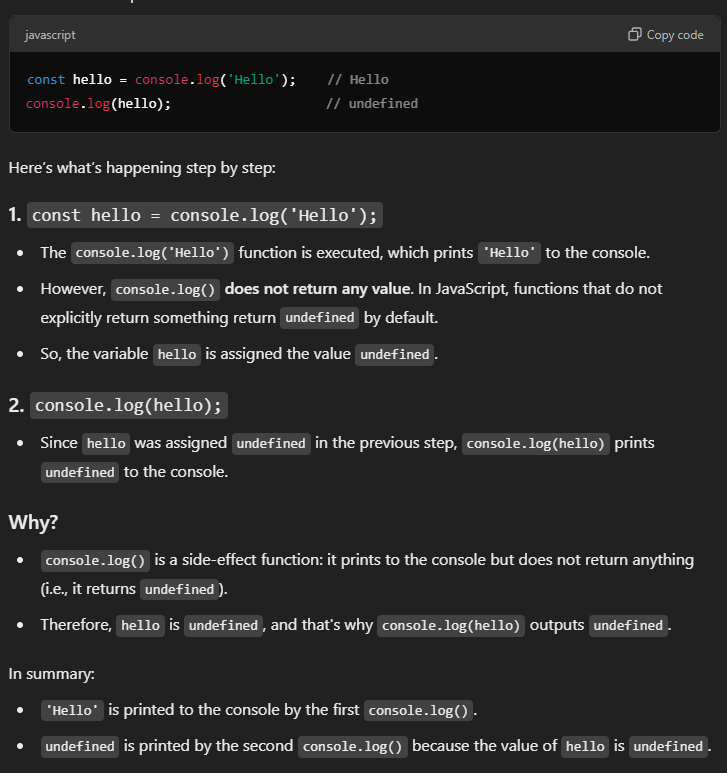 javascript
Copy code
const hello = console.log('Hello');    // Hello
console.log(hello);                    // undefined
Here's what's happening step by step:
1. const hello = console.log('Hello');
• The console.log('Hello') function is executed, which prints 'Hello' to the console.
• However, console.log() does not return any value. In JavaScript, functions that do not
explicitly return something return undefined by default.
• So, the variable hello is assigned the value undefined.
2. console.log(hello);
• Since hello was assigned undefined in the previous step, console.log(hello) prints
undefined to the console.
Why?
• console.log() is a side-effect function: it prints to the console but does not return anything
(i.e., it returns undefined).
• Therefore, hello is undefined, and that's why console.log(hello) outputs undefined.
In summary:
• 'Hello' is printed to the console by the first console.log().
• undefined is printed by the second console.log() because the value of hello is undefined.